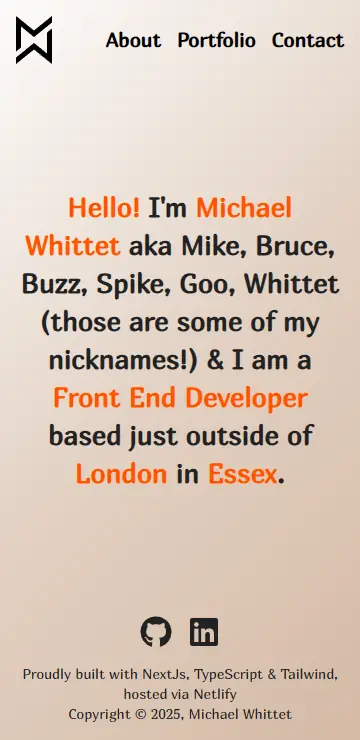 About Portfolio Contact
Hello! I'm Michael
Whittet aka Mike, Bruce,
Buzz, Spike, Goo, Whittet
(those are some of my
nicknames!) & I am a
Front End Developer
based just outside of
London in Essex.
Proudly built with NextJs, TypeScript & Tailwind,
hosted via Netlify
Copyright © 2025, Michael Whittet